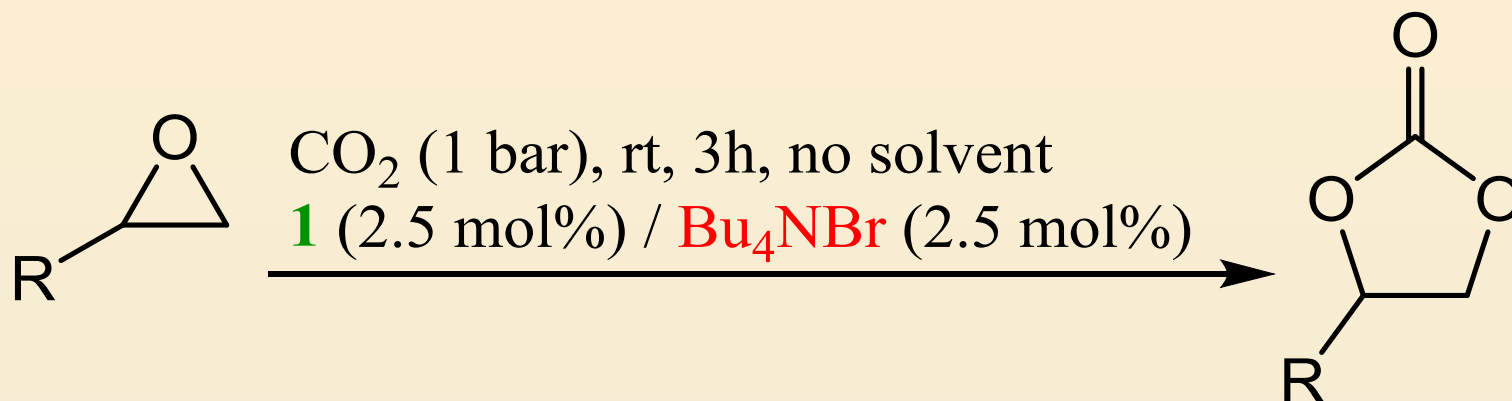 O
O
CO₂ (1 bar), rt, 3h, no solvent
1 (2.5 mol%) / Bu₄NBr (2.5 mol%)
O
O
R
R